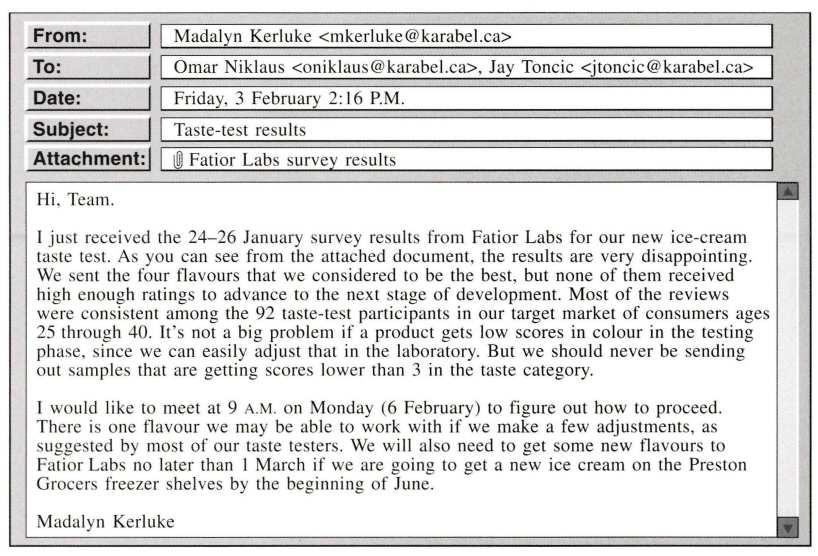 From: Madalyn Kerluke <mkerluke@karabel.ca>
To: Omar Niklaus <oniklaus@karabel.ca>, Jay Toncic <jtoncic@karabel.ca>
Date: Friday, 3 February 2:16 P.M.
Subject: Taste-test results
Attachment: Fatior Labs survey results
Hi, Team.
I just received the 24–26 January survey results from Fatior Labs for our new ice-cream
taste test. As you can see from the attached document, the results are very disappointing.
We sent the four flavours that we considered to be the best, but none of them received
high enough ratings to advance to the next stage of development. Most of the reviews
were consistent among the 92 taste-test participants in our target market of consumers ages
25 through 40. It's not a big problem if a product gets low scores in colour in the testing
phase, since we can easily adjust that in the laboratory. But we should never be sending
out samples that are getting scores lower than 3 in the taste category.
I would like to meet at 9 A.M. on Monday (6 February) to figure out how to proceed.
There is one flavour we may be able to work with if we make a few adjustments, as
suggested by most of our taste testers. We will also need to get some new flavours to
Fatior Labs no later than 1 March if we are going to get a new ice cream on the Preston
Grocers freezer shelves by the beginning of June.
Madalyn Kerluke